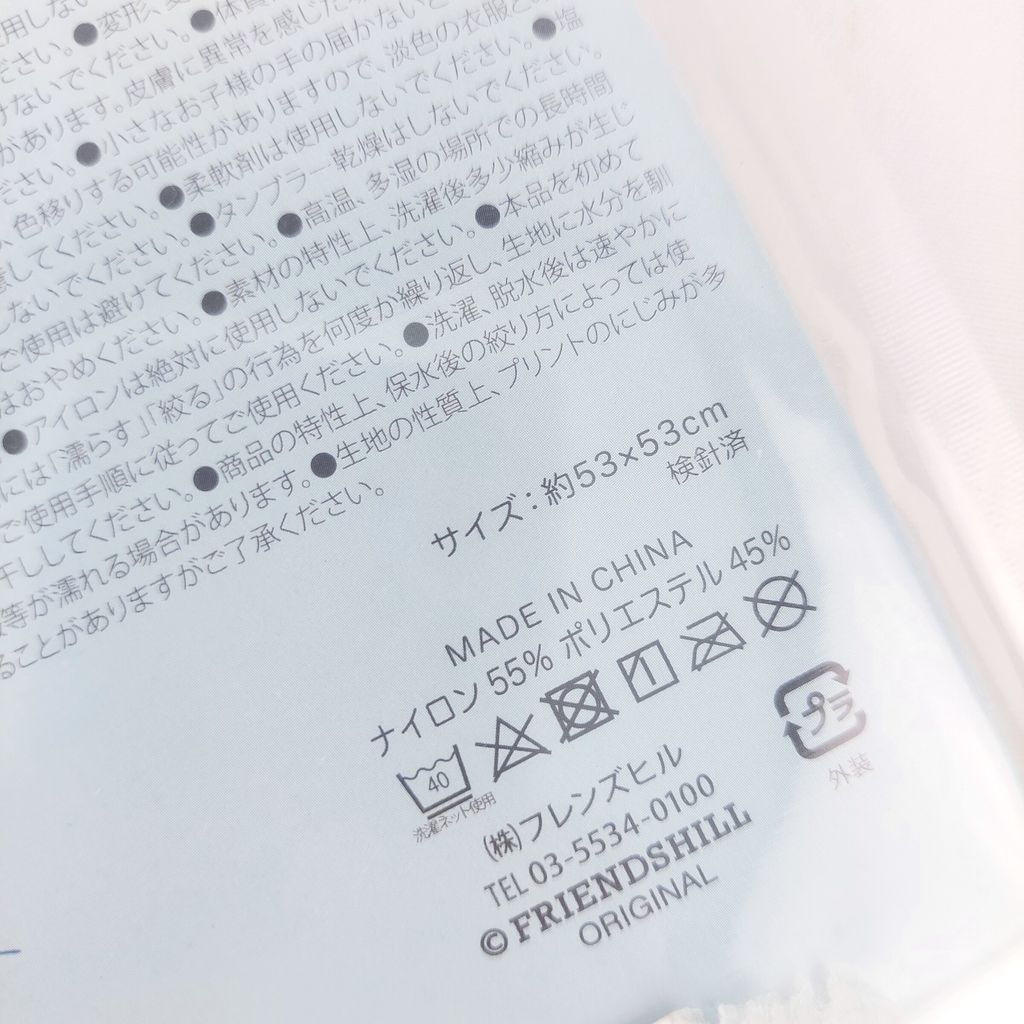 用しない
ださい。●変形、変
けないでください。●体質
があります。皮膚に異常を感じた場
ださい。●小さなお子様の手の届かない
、色移りする可能性がありますので、淡色の衣服と
意してください。●柔軟剤は使用しないでください。●塩
しないでください。●タンブラー乾燥はしないでください。
ご使用は避けてください。●高温、多湿の場所での長時間
はおやめください。●素材の特性上、洗濯後多少縮みが生じ
●アイロンは絶対に使用しないでください。●本品を初めて
には「濡らす」「絞る」の行為を何度か繰り返し、生地に水分を馴
ご使用手順に従ってご使用ください。●洗濯、脱水後は速やかに
干ししてください。●商品の特性上、保水後の絞り方によっては使
等が濡れる場合があります。●生地の性質上、プリントのにじみが多
ることがありますがご了承ください。
サイズ：約53×53cm
検針済
MADE IN CHINA
ナイロン 55% ポリエステル 45%
40
洗濯ネット使用
プラ
外装
(株)フレンズヒル
TEL 03-5534-0100
©FRIENDSHILL
ORIGINAL